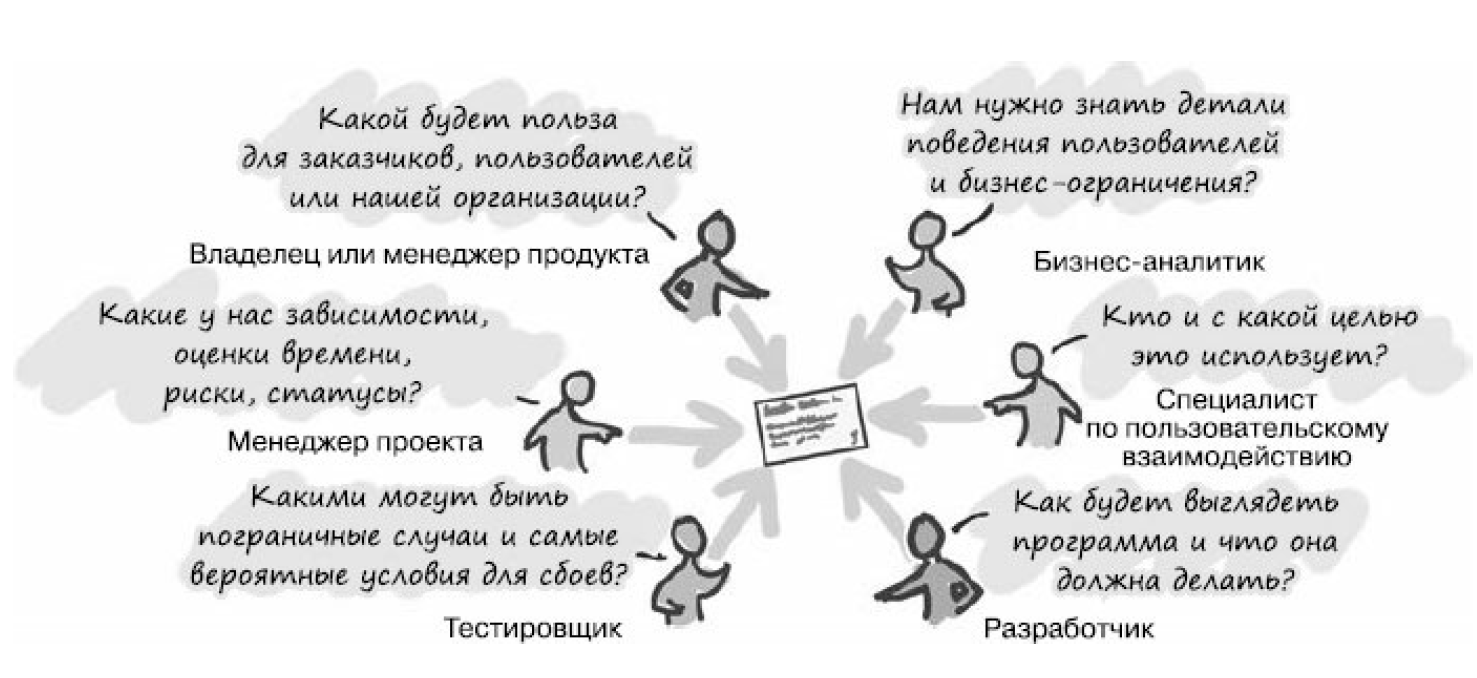 Какой будет польза
для заказчиков, пользователей
или нашей организации?
Владелец или менеджер продукта
Нам нужно знать детали
поведения пользователей
и бизнес-ограничения?
Бизнес-аналитик
Какие у нас зависимости,
оценки времени,
риски, статусы?
Менеджер проекта
Кто и с какой целью
это использует?
Специалист
по пользовательскому
взаимодействию
Какими могут быть
пограничные случаи и самые
вероятные условия для сбоев?
Тестировщик
Как будет выглядеть
программа и что она
должна делать?
Разработчик